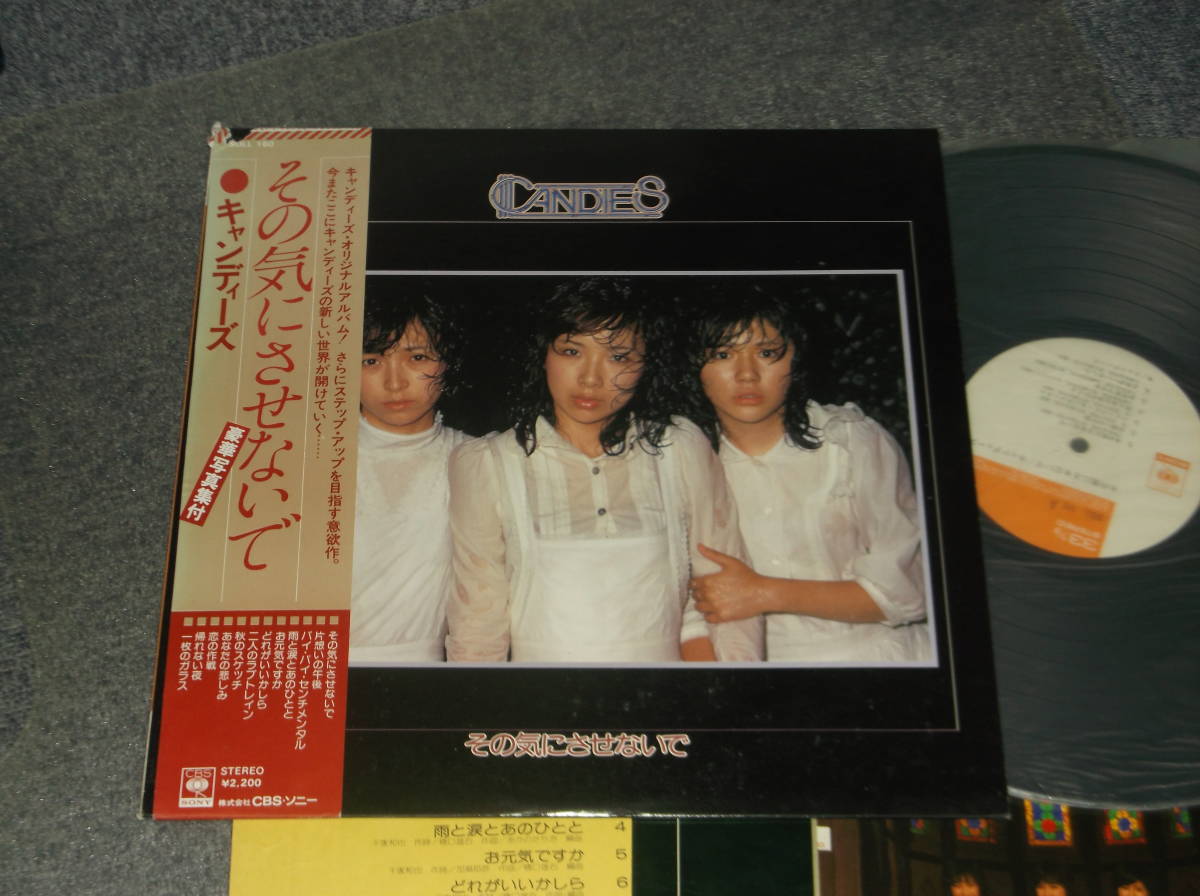 SOLL 160
その気にさせないで
●キャンディーズ
豪華写真集付
キャンディーズ・オリジナルアルバム! さらにステップ・アップを目指す意欲作。
今またここにキャンディーズの新しい世界が開けていく……
その気にさせないで
片想いの午後
バイ・バイ・センチメンタル
雨と涙とあのひとと
お元気ですか
どれがいいかしら
二人のラブトレイン
秋のスケッチ
あなたの悲しみ
恋の作戦
帰れない夜
一枚のガラス
CBS
SONY
STEREO
¥2,200
株式会社CBS・ソニー
CANDIES
その気にさせないで
雨と涙とあのひとと 4
お元気ですか 5
どれがいいかしら 6